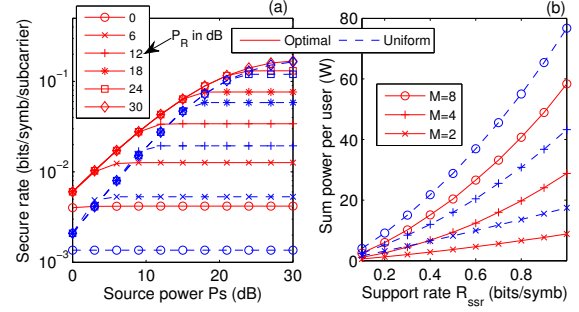 (a)
(b)
0
6
12
18
24
30
P_R in dB
Optimal
Uniform
M=8
M=4
M=2
Secure rate (bits/symb/subcarrier)
10^-1
10^-2
10^-3
0 10 20 30
Source power Ps (dB)
Sum power per user (W)
80
60
40
20
0
0.2 0.4 0.6 0.8
Support rate R_ssr (bits/symb)